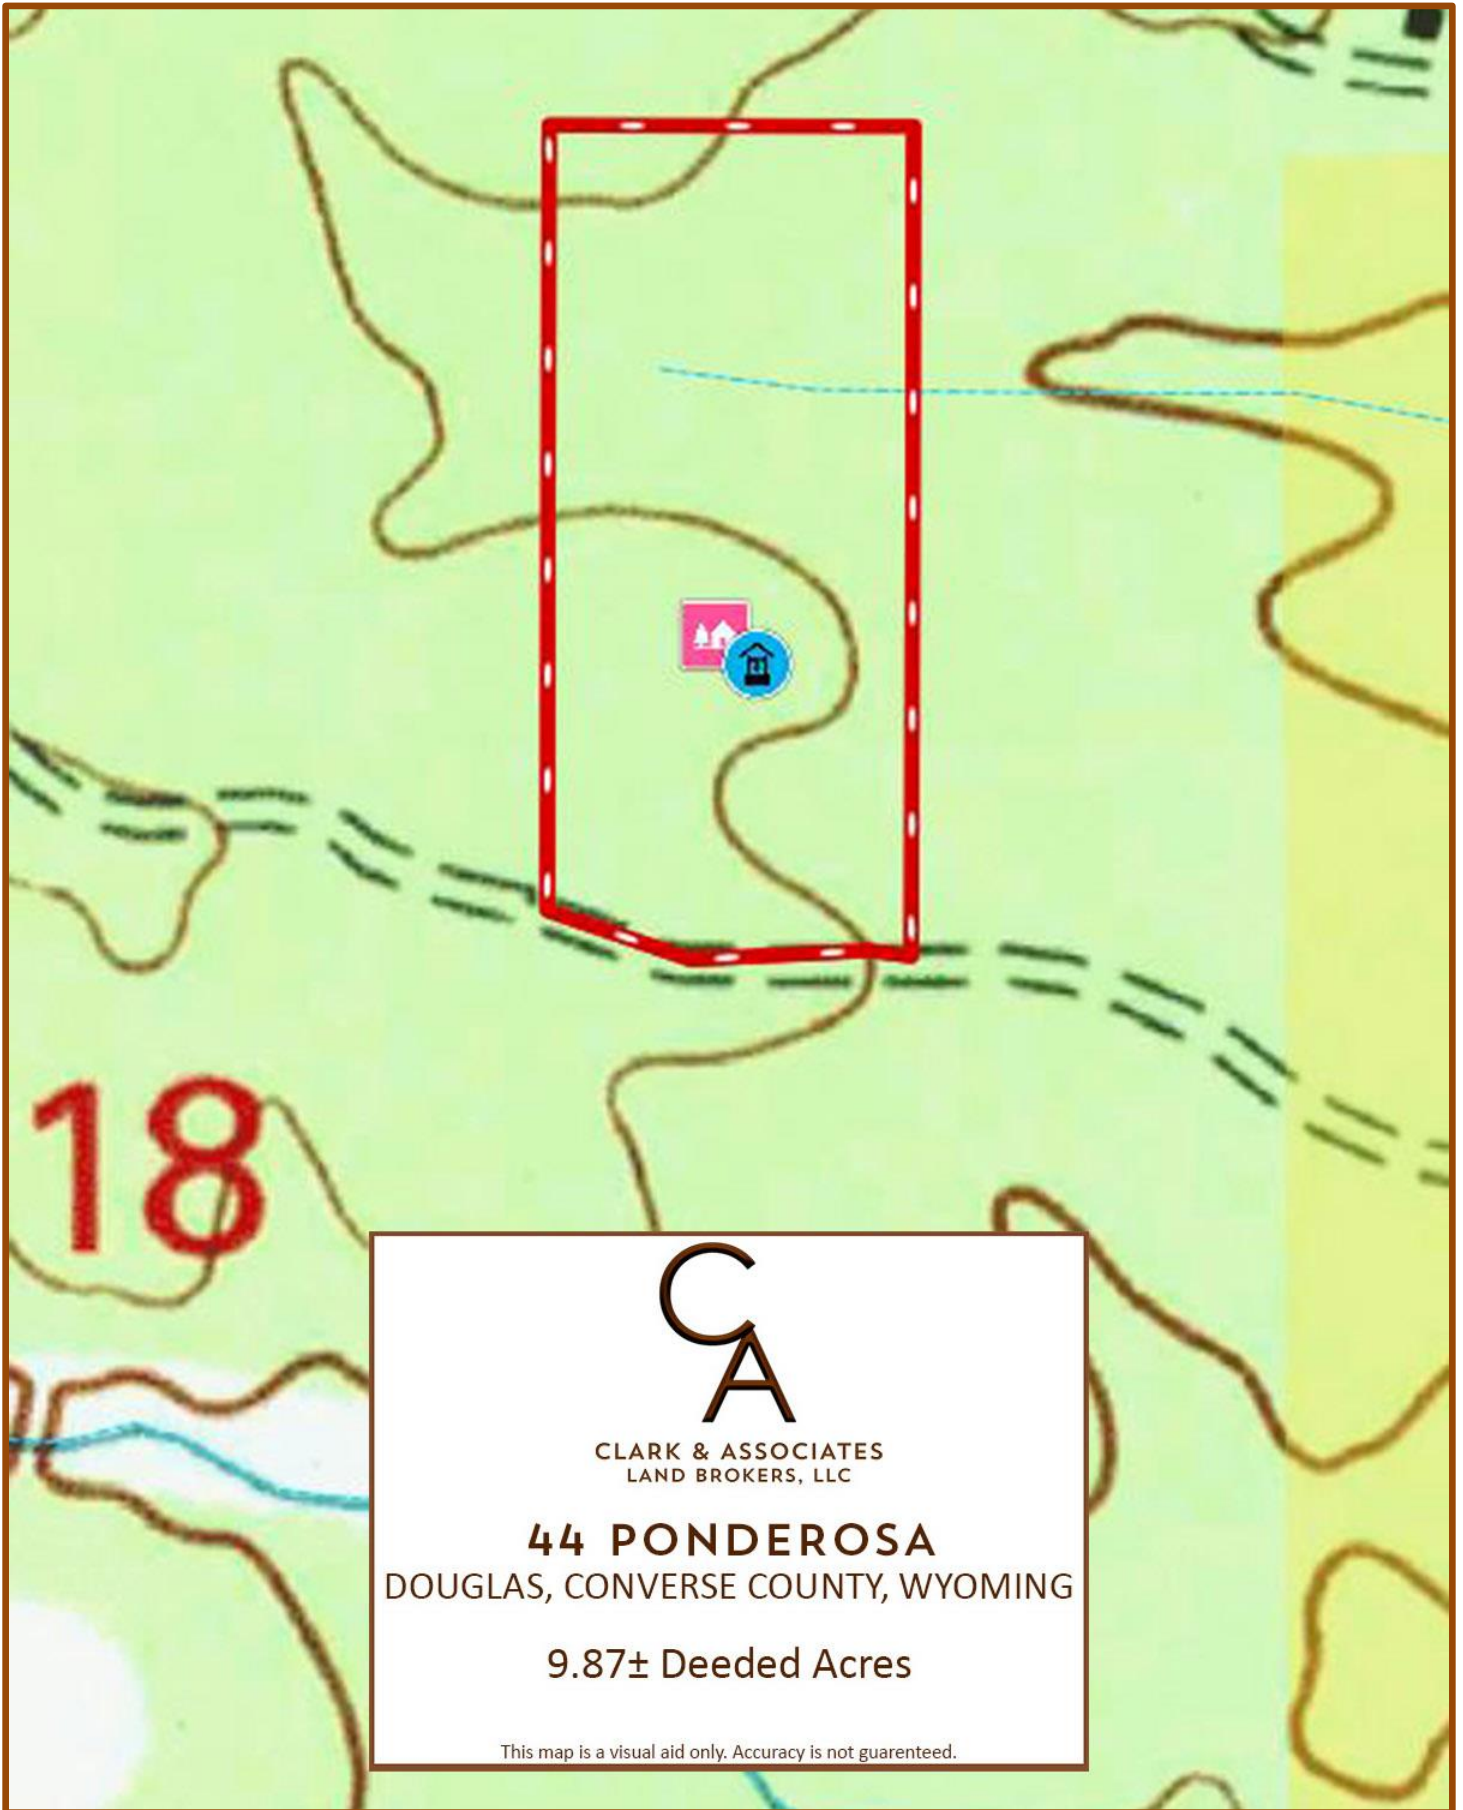 18
CA
CLARK & ASSOCIATES
LAND BROKERS, LLC
44 PONDEROSA
DOUGLAS, CONVERSE COUNTY, WYOMING
9.87± Deeded Acres
This map is a visual aid only. Accuracy is not guarenteed.